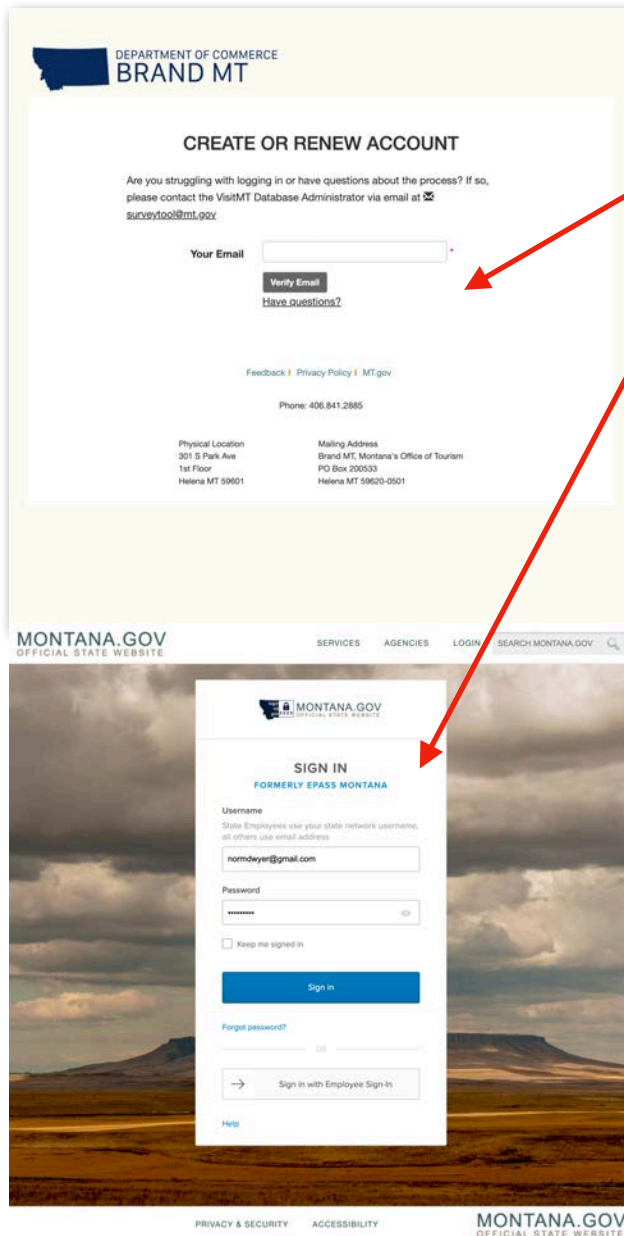 DEPARTMENT OF COMMERCE
BRAND MT
CREATE OR RENEW ACCOUNT
Are you struggling with logging in or have questions about the process? If so,
please contact the VisitMT Database Administrator via email at
surveytool@mt.gov
Your Email *
Verify Email
Have questions?
Feedback | Privacy Policy | MT.gov
Phone: 406.841.2885
Physical Location
301 S Park Ave
1st Floor
Helena MT 59601
Mailing Address
Brand MT, Montana's Office of Tourism
PO Box 200533
Helena MT 59620-0501
MONTANA.GOV
OFFICIAL STATE WEBSITE
SERVICES AGENCIES LOGIN SEARCH MONTANA.GOV
MONTANA.GOV
OFFICIAL STATE WEBSITE
SIGN IN
FORMERLY EPASS MONTANA
Username
State Employees use your state network username,
all others use email address
normdwyer@gmail.com
Password
•••••••••
Keep me signed in
Sign in
Forgot password?
OR
Sign in with Employee Sign-In
Help
PRIVACY & SECURITY ACCESSIBILITY
MONTANA.GOV
OFFICIAL STATE WEBSITE